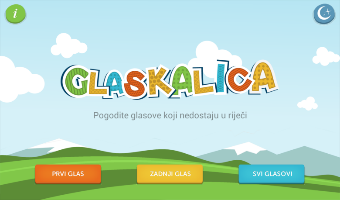 i
GLASKALICA
Pogodite glasove koji nedostaju u riječi
PRVI GLAS
ZADNJI GLAS
SVI GLASOVI